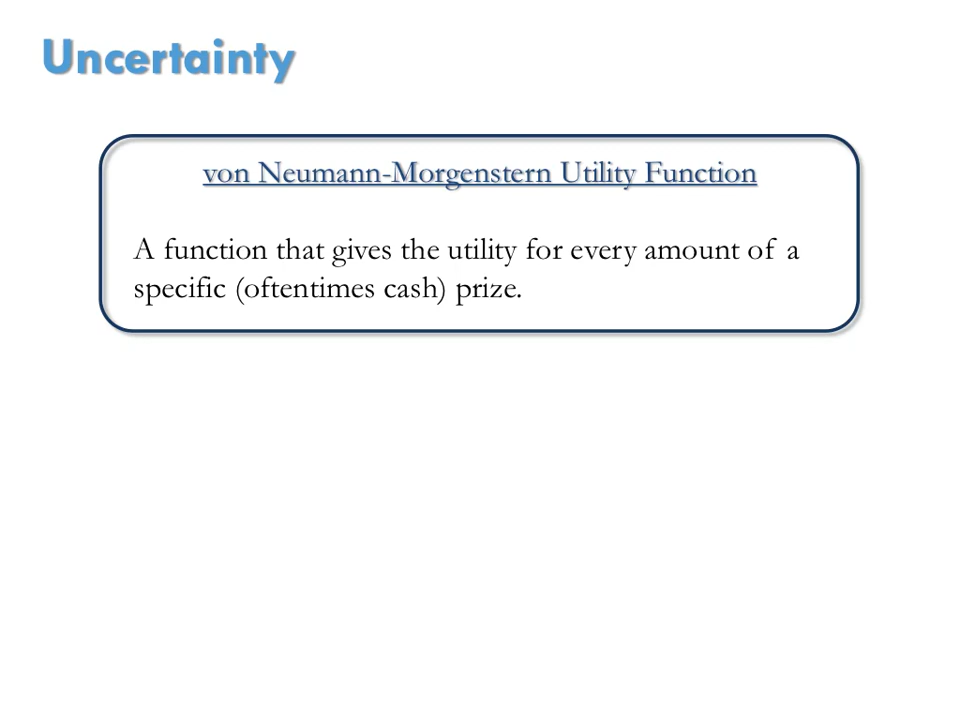 Uncertainty
von Neumann-Morgenstern Utility Function
A function that gives the utility for every amount of a
specific (oftentimes cash) prize.